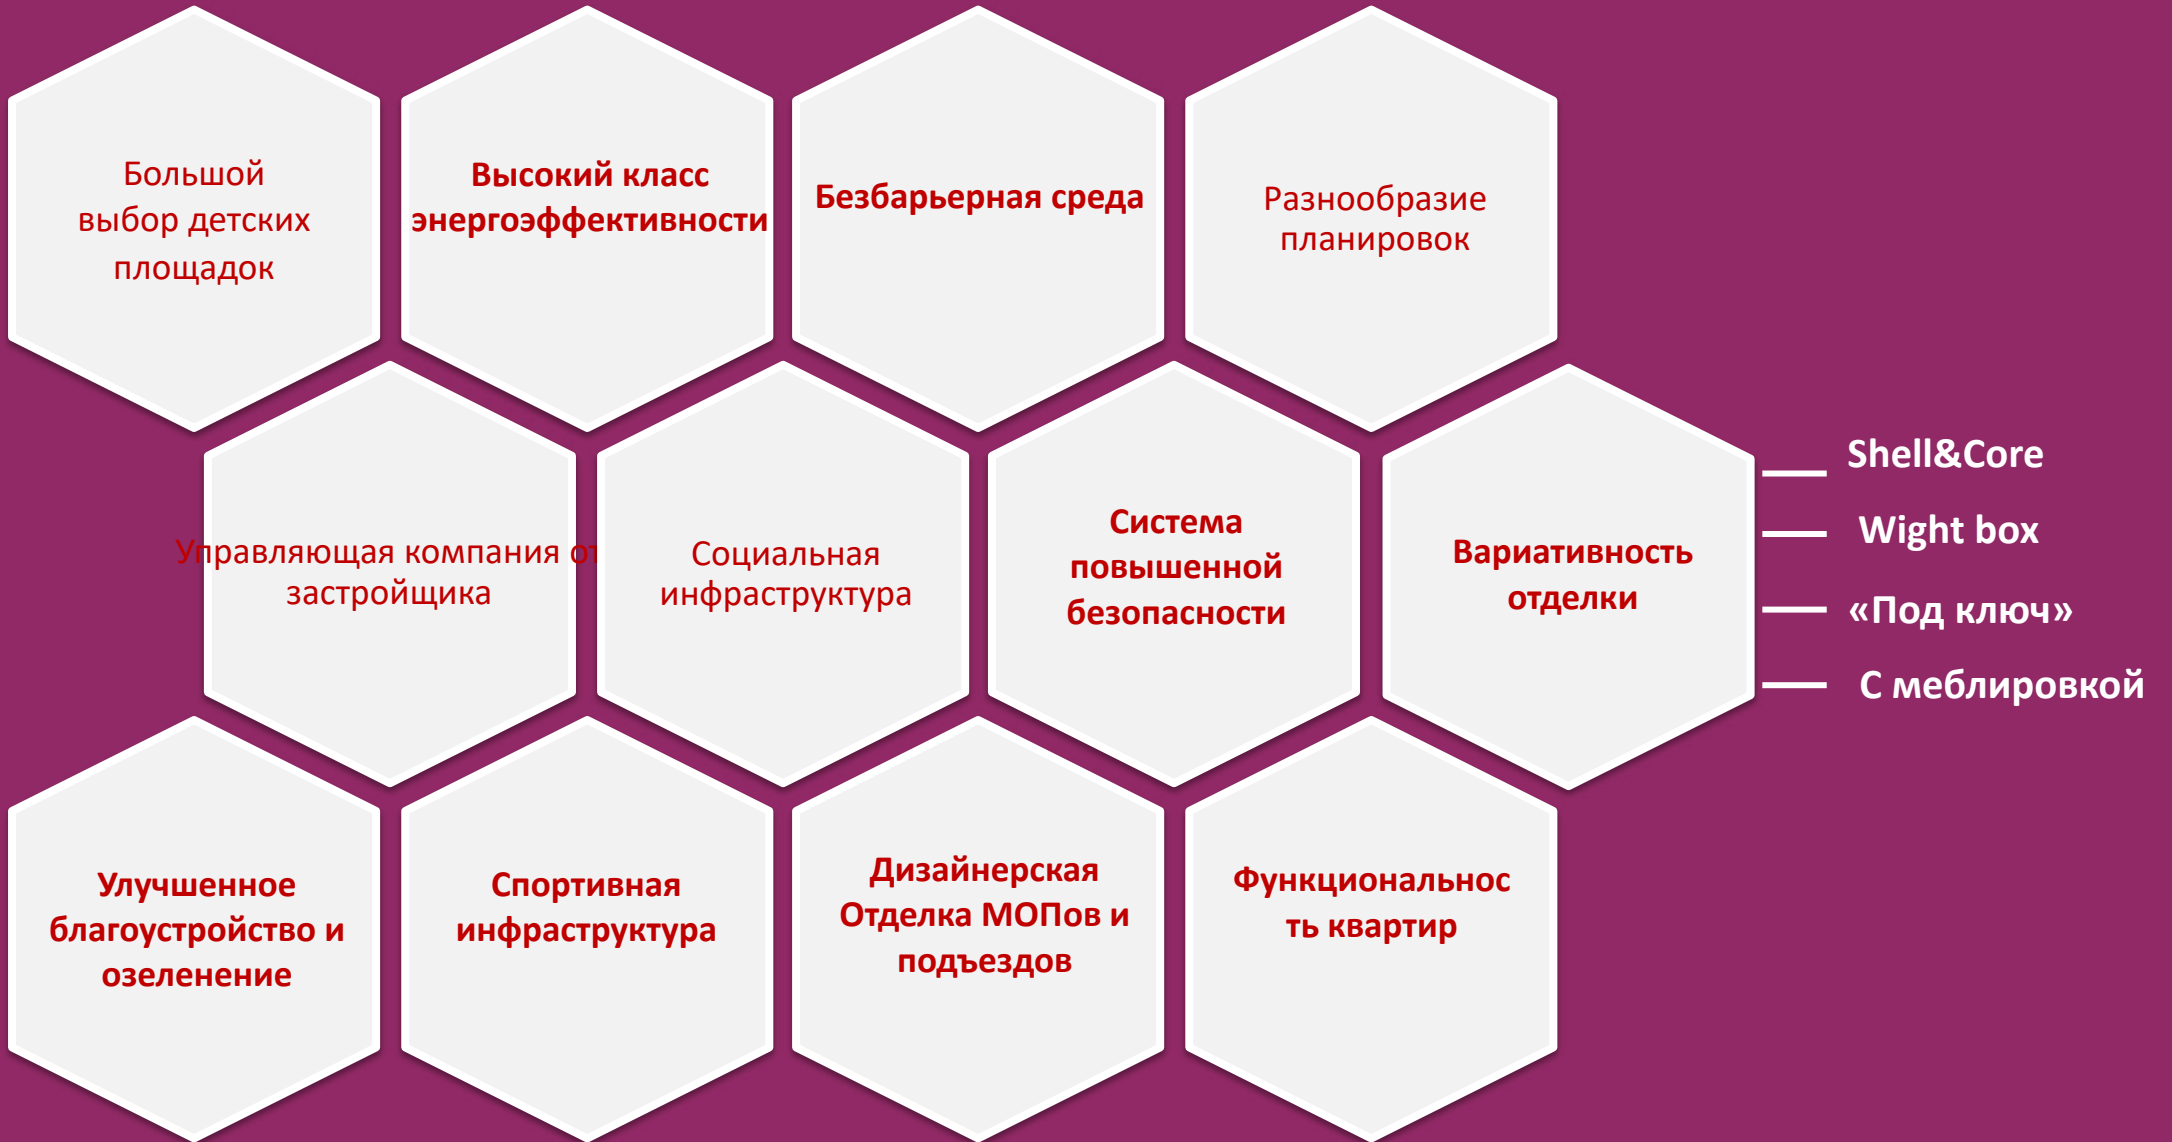 Большой
выбор детских
площадок
Высокий класс
энергоэффективности
Безбарьерная среда
Разнообразие
планировок
Управляющая компания от
застройщика
Социальная
инфраструктура
Система
повышенной
безопасности
Вариативность
отделки
Shell&Core
Wight box
«Под ключ»
С меблировкой
Улучшенное
благоустройство и
озеленение
Спортивная
инфраструктура
Дизайнерская
Отделка МОПов и
подъездов
Функциональнос
ть квартир